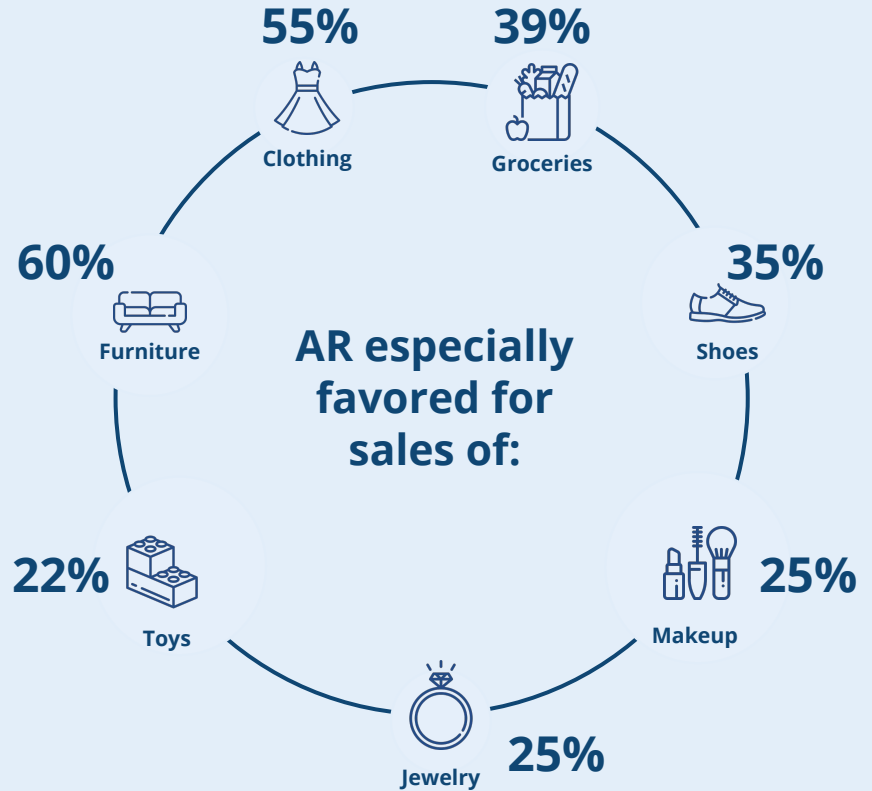 55%
Clothing
39%
Groceries
60%
Furniture
35%
Shoes
AR especially
favored for
sales of:
22%
Toys
25%
Makeup
25%
Jewelry